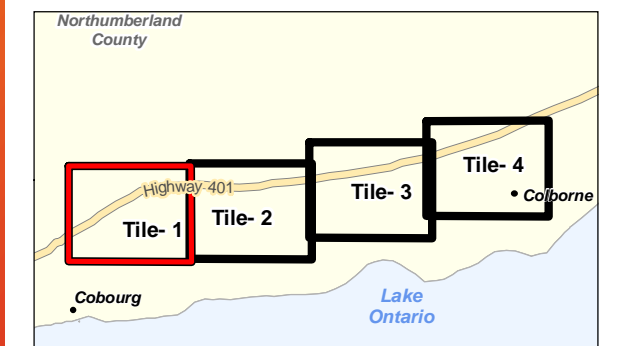 Northumberland
County
Tile- 4
Highway 401
Tile- 3
Colborne
Tile- 2
Tile- 1
Cobourg
Lake
Ontario